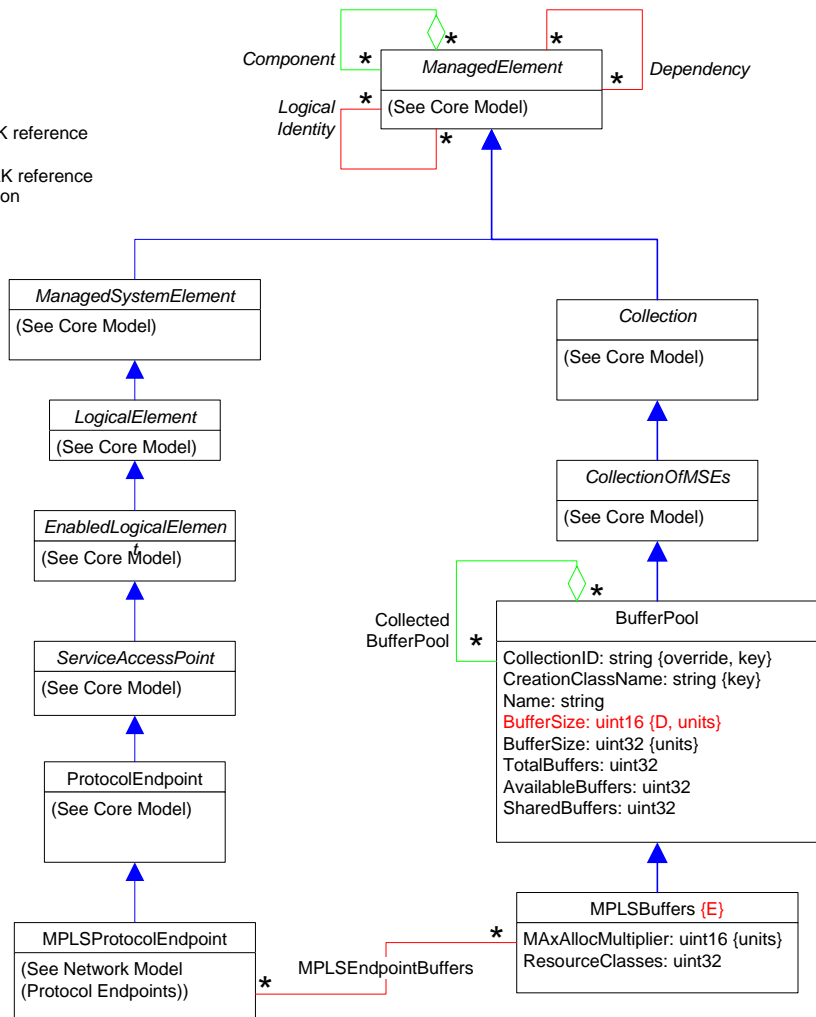 Component
*
*
ManagedElement
(See Core Model)
*
*
Dependency
Logical
Identity
*
*
K reference
K reference
on
ManagedSystemElement
(See Core Model)
Collection
(See Core Model)
LogicalElement
(See Core Model)
CollectionOfMSEs
(See Core Model)
EnabledLogicalElemen
t
(See Core Model)
Collected
BufferPool
*
*
BufferPool
CollectionID: string {override, key}
CreationClassName: string {key}
Name: string
BufferSize: uint16 {D, units}
BufferSize: uint32 {units}
TotalBuffers: uint32
AvailableBuffers: uint32
SharedBuffers: uint32
ServiceAccessPoint
(See Core Model)
ProtocolEndpoint
(See Core Model)
MPLSProtocolEndpoint
(See Network Model
(Protocol Endpoints))
*
MPLSEndpointBuffers
*
MPLSBuffers {E}
MAxAllocMultiplier: uint16 {units}
ResourceClasses: uint32